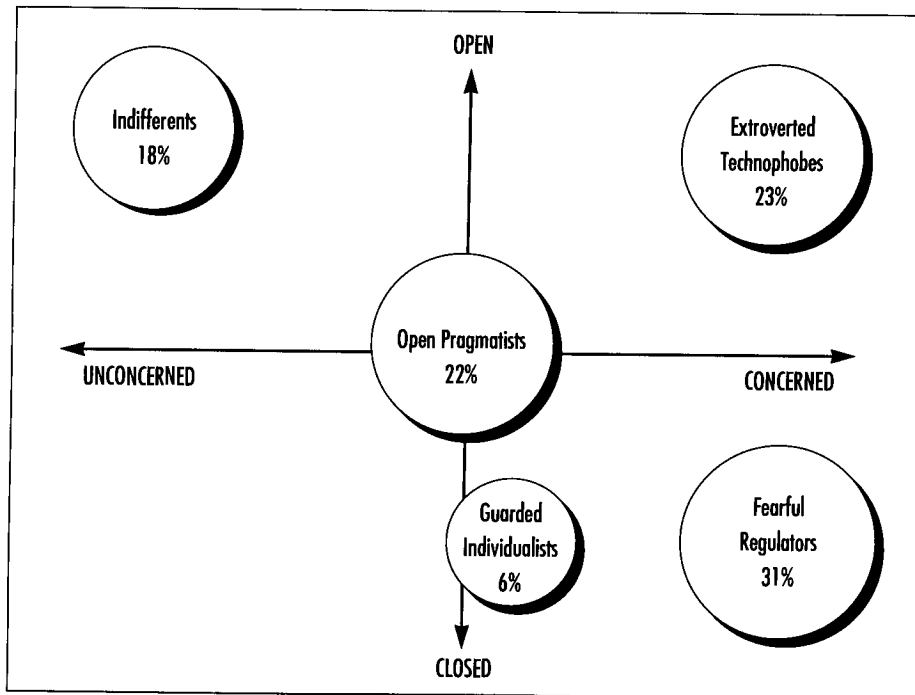 OPEN
Indifferents
18%
Extroverted
Technophobes
23%
Open Pragmatists
22%
UNCONCERNED
CONCERNED
Guarded
Individualists
6%
Fearful
Regulators
31%
CLOSED